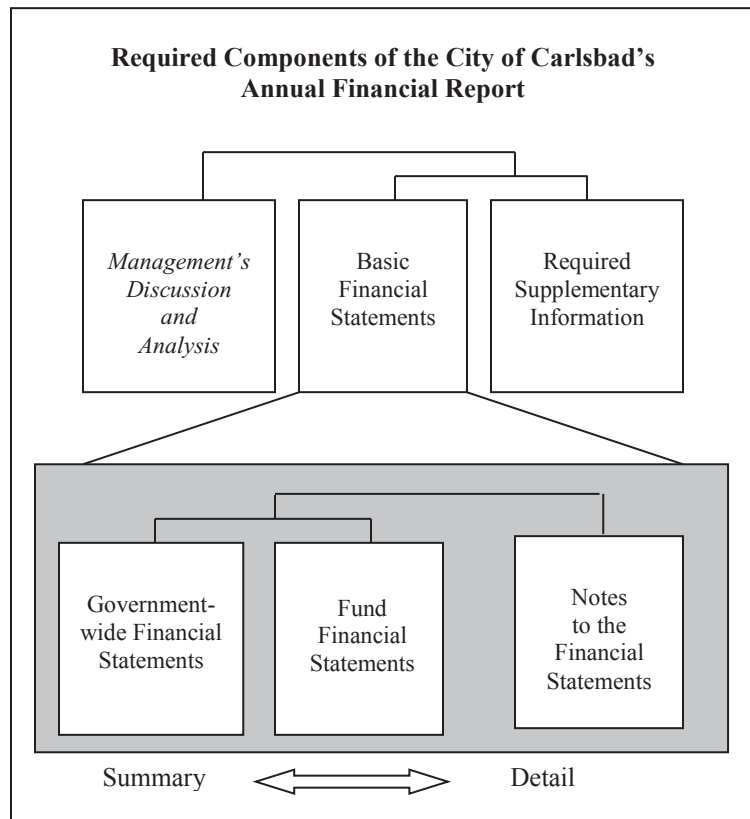 Required Components of the City of Carlsbad's
Annual Financial Report
Management's
Discussion
and
Analysis
Basic
Financial
Statements
Required
Supplementary
Information
Government-
wide Financial
Statements
Fund
Financial
Statements
Notes
to the
Financial
Statements
Summary
Detail